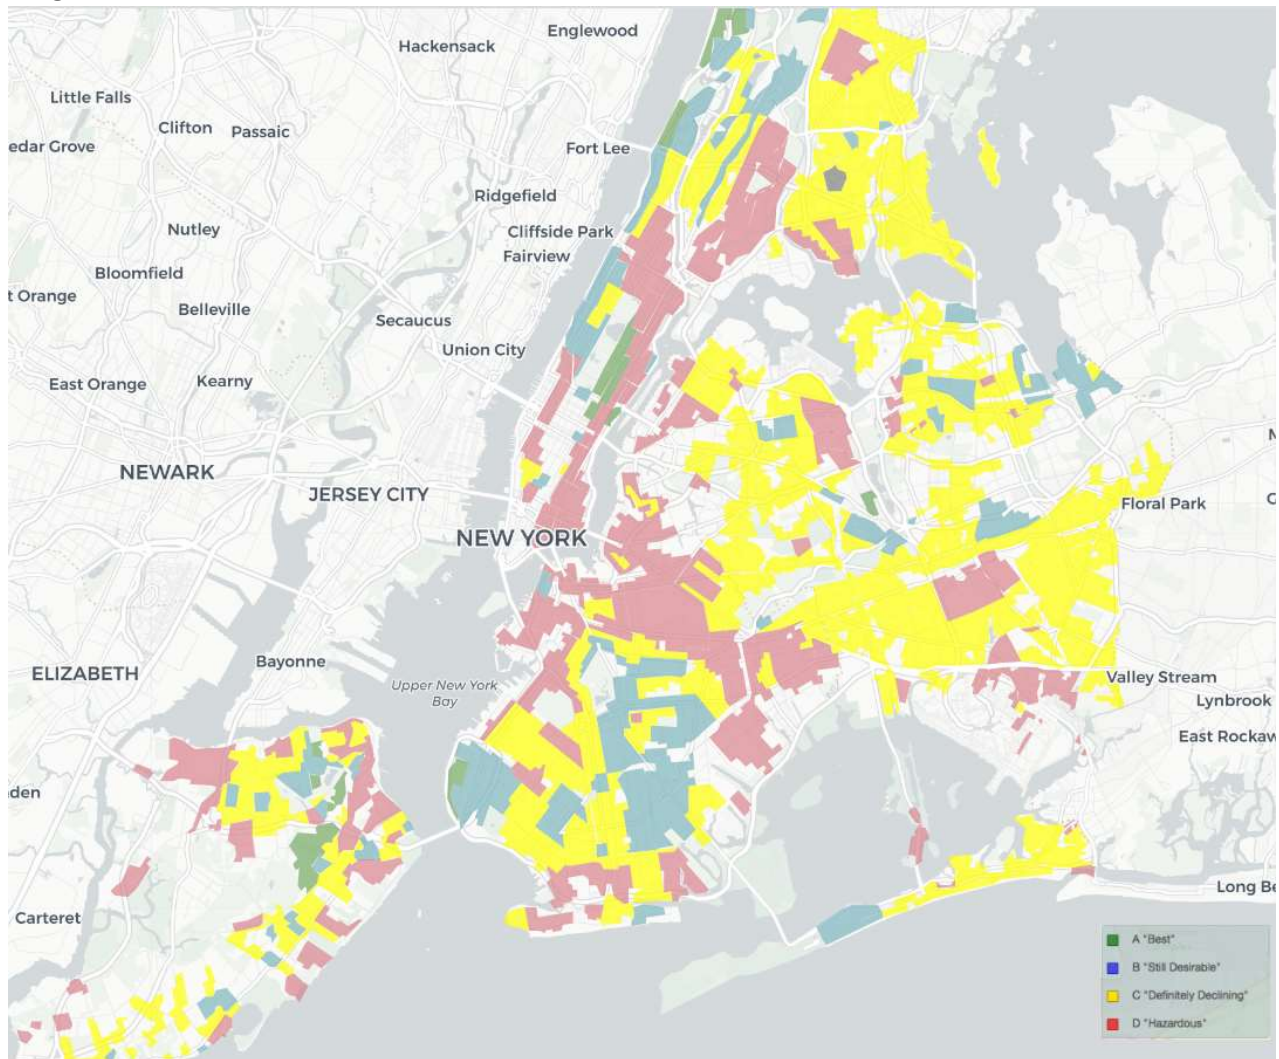 Englewood
Hackensack
Little Falls
Clifton
Passaic
edar Grove
Fort Lee
Ridgefield
Nutley
Cliffside Park
Fairview
Bloomfield
t Orange
Belleville
Secaucus
Union City
East Orange
Kearny
NEWARK
JERSEY CITY
Floral Park
NEW YORK
Bayonne
ELIZABETH
Upper New York
Bay
Valley Stream
Lynbrook
East Rockaw
den
Long Be
Carteret
A "Best"
B "Still Desirable"
C "Definitely Declining"
D "Hazardous"